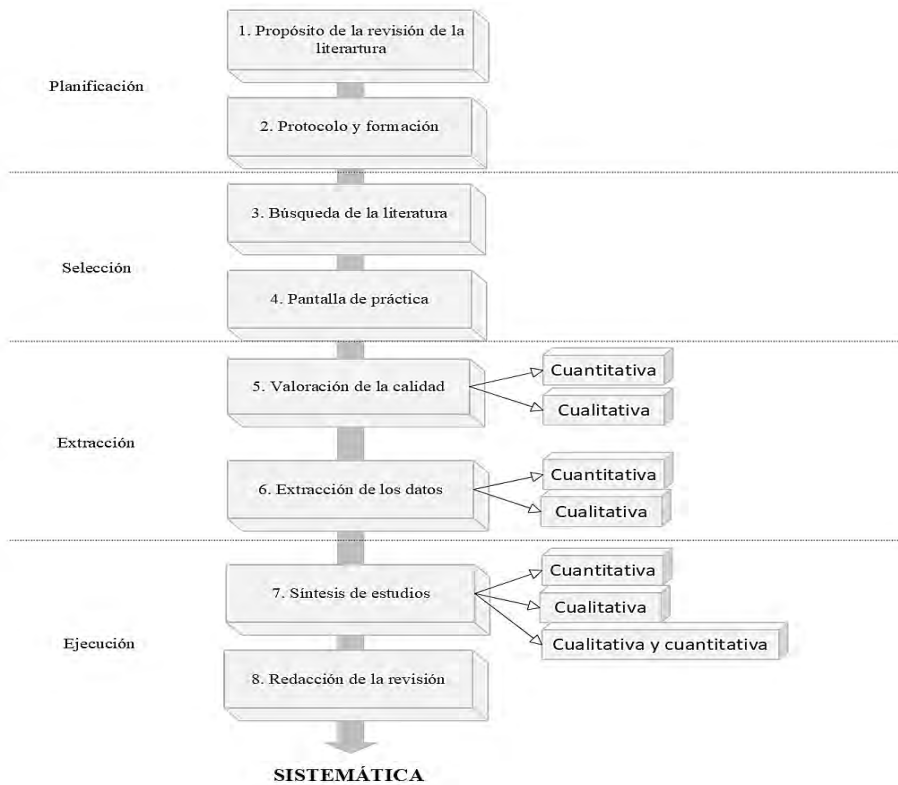 1. Propósito de la revisión de la
literartura
Planificación
2. Protocolo y formación
3. Búsqueda de la literatura
Selección
4. Pantalla de práctica
5. Valoración de la calidad
Cuantitativa
Cualitativa
Extracción
6. Extracción de los datos
Cuantitativa
Cualitativa
7. Síntesis de estudios
Cuantitativa
Cualitativa
Cualitativa y cuantitativa
Ejecución
8. Redacción de la revisión
SISTEMÁTICA